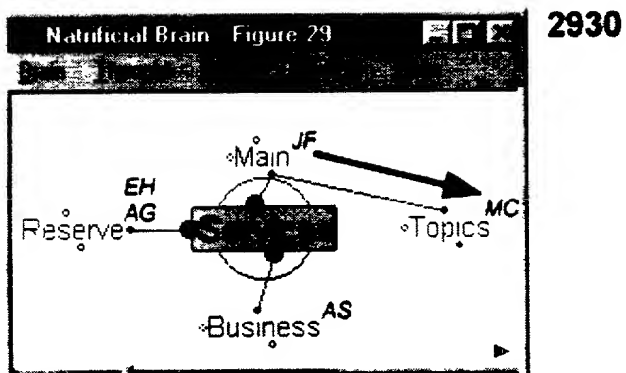 Natrificial Brain Figure 29
2930
Main JF
EH
AG
MC
Reserve
Topics
Business AS